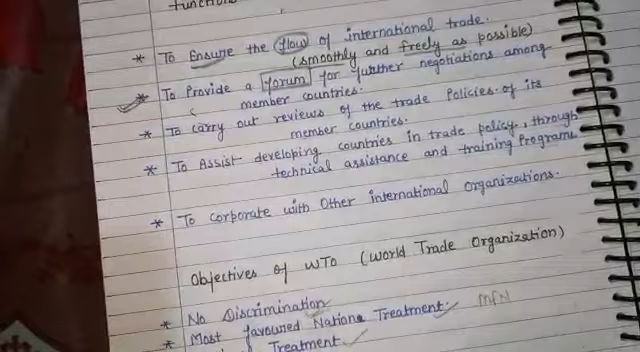 * To Ensure the flow of international trade.
(smoothly and freely as possible)
* To Provide a forum for further negotiations among
member countries.
* To carry out reviews of the trade Policies of its
member countries.
* To Assist developing countries in trade policy, through
technical assistance and training Programs
* To corporate with Other international organizations.
Objectives of WTO (World Trade Organization)
* No Discrimination
* Most favoured Nations Treatment. MFN
Treatment